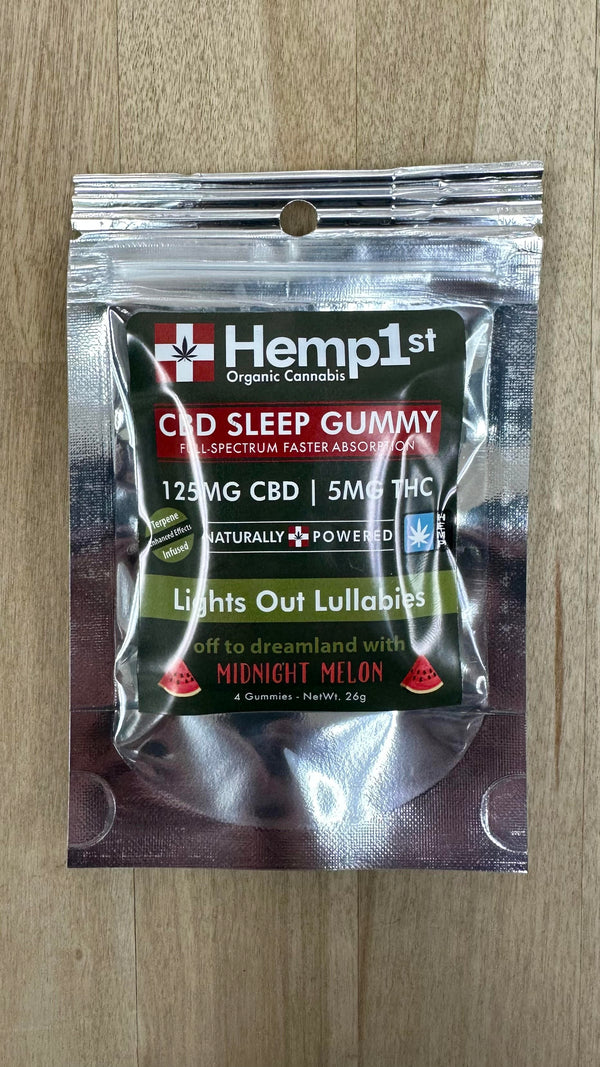 Hemp1st
Organic Cannabis
CBD SLEEP GUMMY
FULL-SPECTRUM FASTER ABSORPTION
125MG CBD | 5MG THC
Terpene
Enhanced Effects
Infused
NATURALLY POWERED
HEMP
Lights Out Lullabies
off to dreamland with
MIDNIGHT MELON
4 Gummies - NetWt. 26g